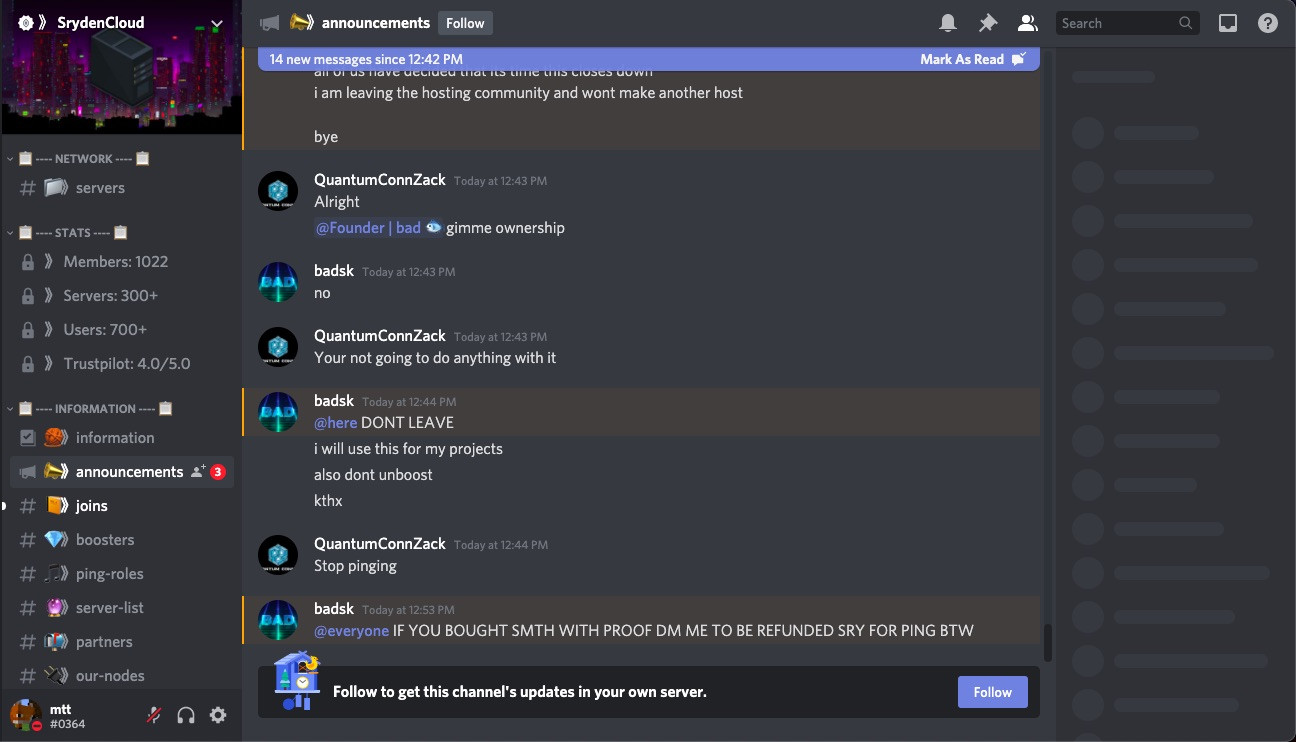 SrydenCloud
---- NETWORK ----
servers
---- STATS ----
Members: 1022
Servers: 300+
Users: 700+
Trustpilot: 4.0/5.0
---- INFORMATION ----
information
announcements 3
joins
boosters
ping-roles
server-list
partners
our-nodes
mtt
#0364
announcements Follow
Search
14 new messages since 12:42 PM Mark As Read
all of us have decided that its time this closes down
i am leaving the hosting community and wont make another host
bye
QuantumConnZack Today at 12:43 PM
Alright
@Founder | bad 🐟 gimme ownership
badsk Today at 12:43 PM
no
QuantumConnZack Today at 12:43 PM
Your not going to do anything with it
badsk Today at 12:44 PM
@here DONT LEAVE
i will use this for my projects
also dont unboost
kthx
QuantumConnZack Today at 12:44 PM
Stop pinging
badsk Today at 12:53 PM
@everyone IF YOU BOUGHT SMTH WITH PROOF DM ME TO BE REFUNDED SRY FOR PING BTW
Follow to get this channel's updates in your own server. Follow